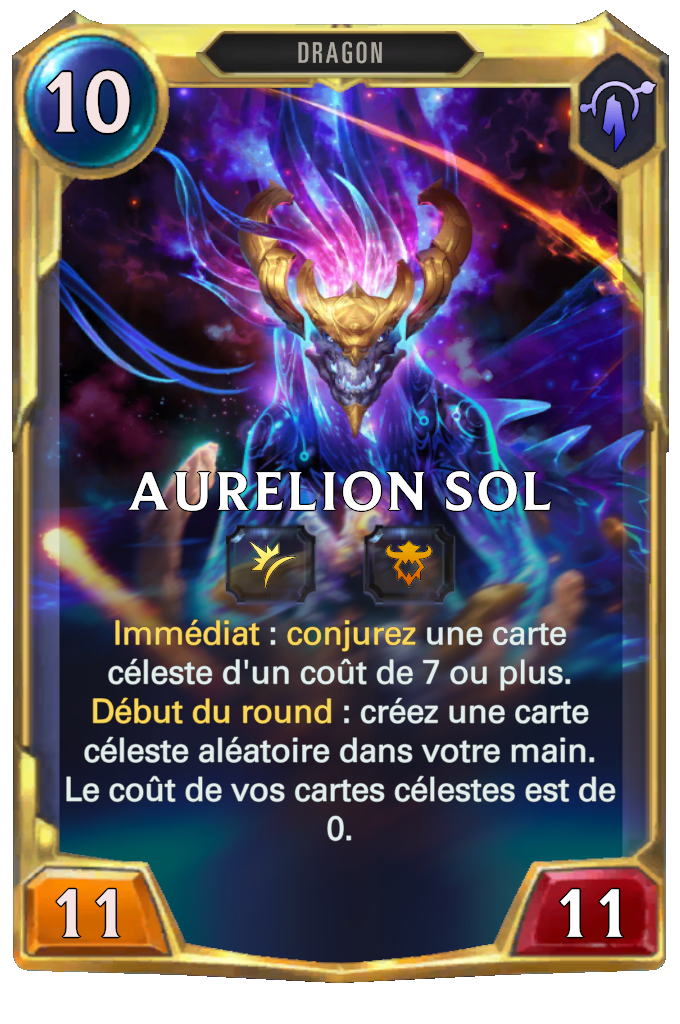 DRAGON
10
AURELION SOL
Immédiat : conjurez une carte
céleste d'un coût de 7 ou plus.
Début du round : créez une carte
céleste aléatoire dans votre main.
Le coût de vos cartes célestes est de
0.
11
11